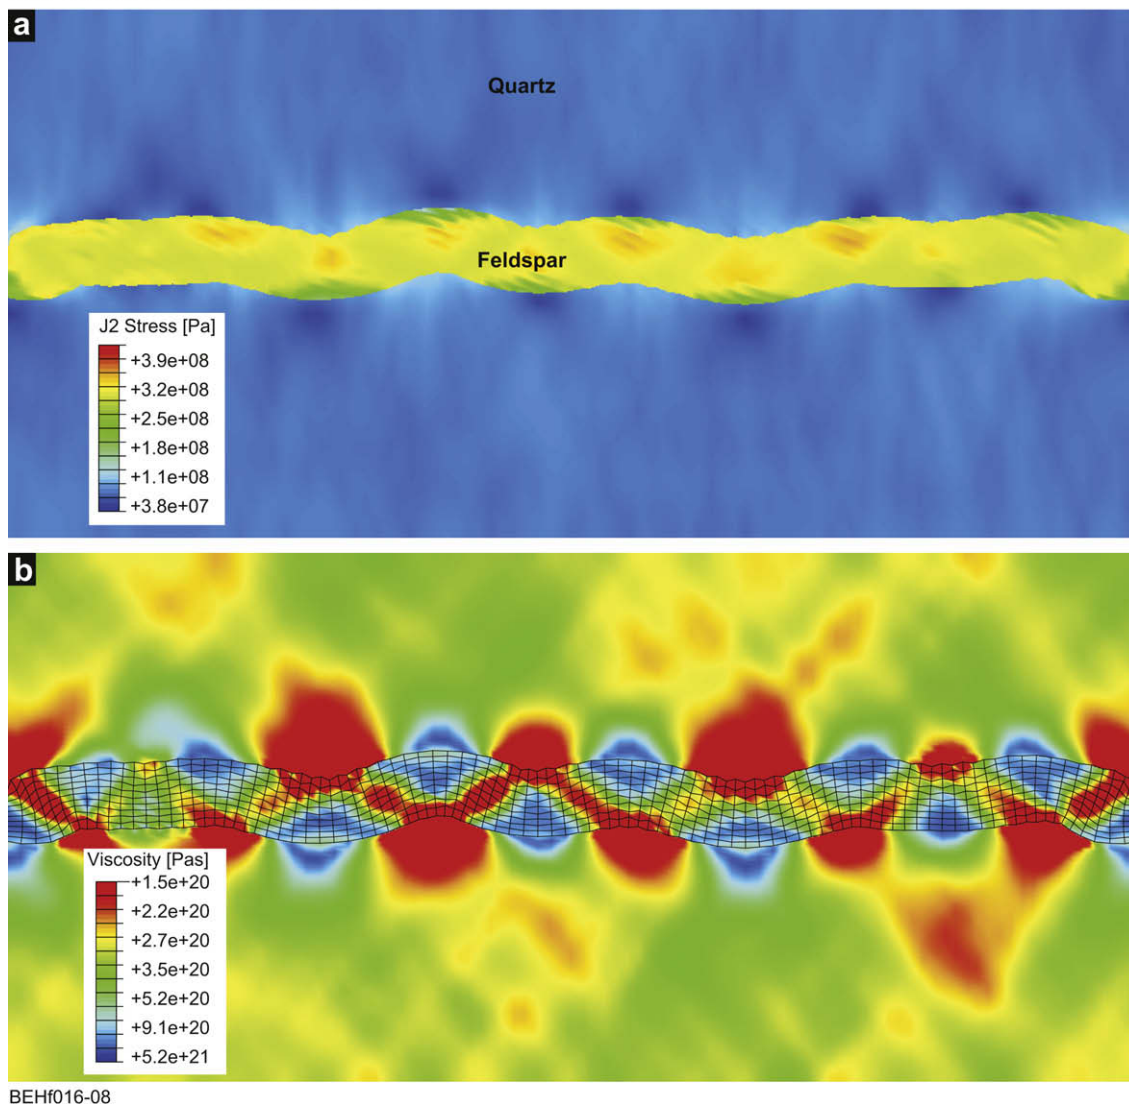 a
Quartz
Feldspar
J2 Stress [Pa]
+3.9e+08
+3.2e+08
+2.5e+08
+1.8e+08
+1.1e+08
+3.8e+07
b
Viscosity [Pas]
+1.5e+20
+2.2e+20
+2.7e+20
+3.5e+20
+5.2e+20
+9.1e+20
+5.2e+21
BEHf016-08